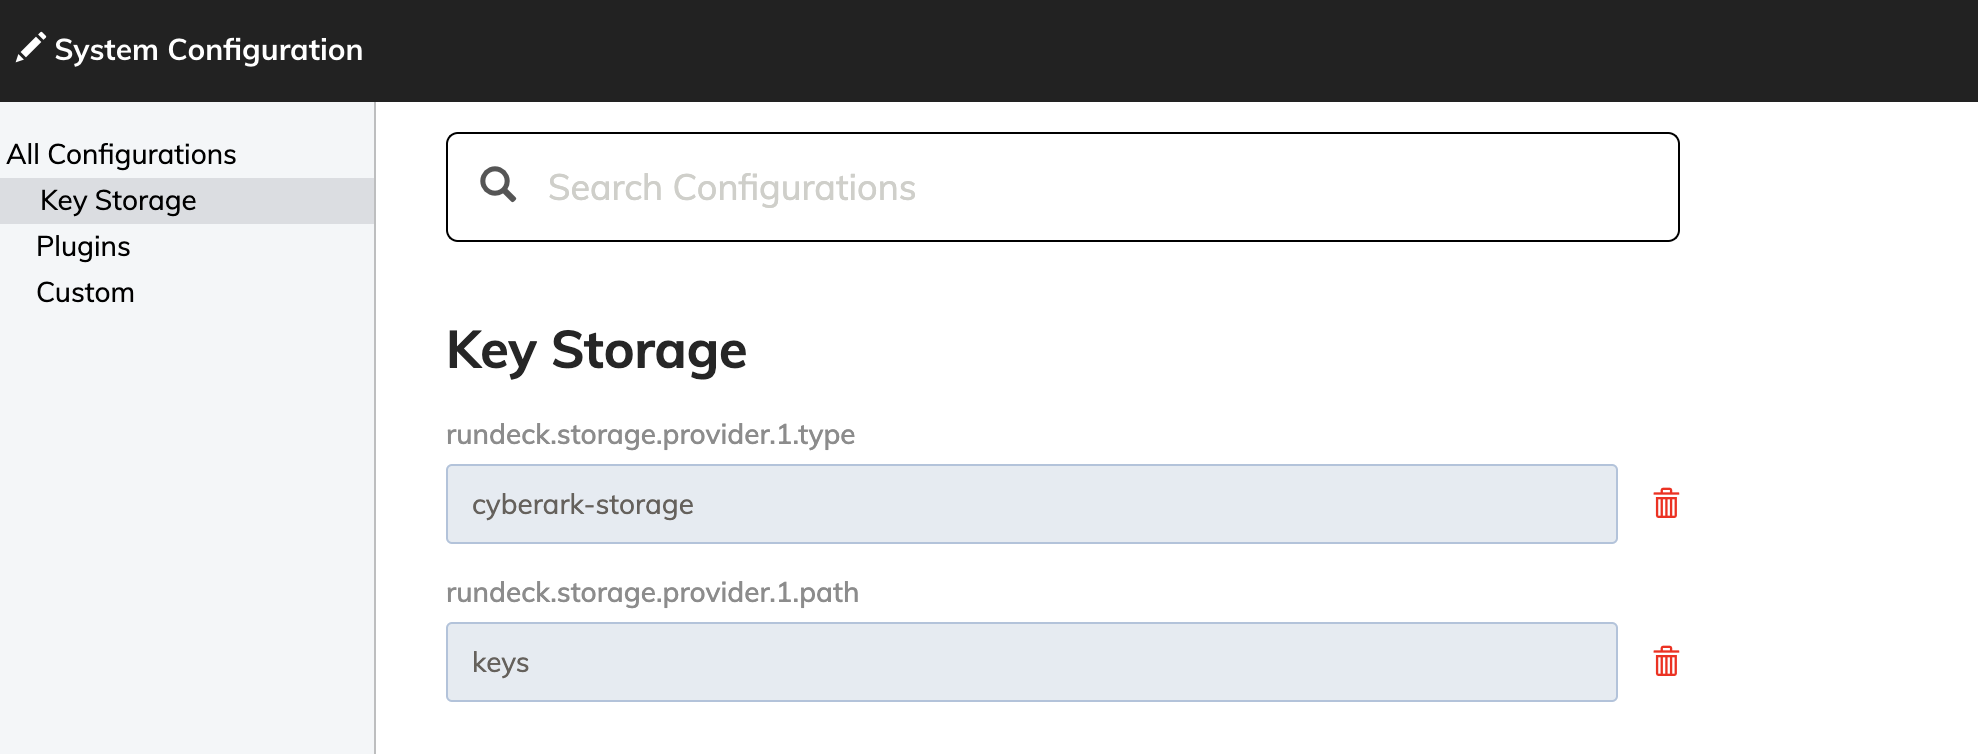 System Configuration
All Configurations
Key Storage
Plugins
Custom
Search Configurations
Key Storage
rundeck.storage.provider.1.type
cyberark-storage
rundeck.storage.provider.1.path
keys